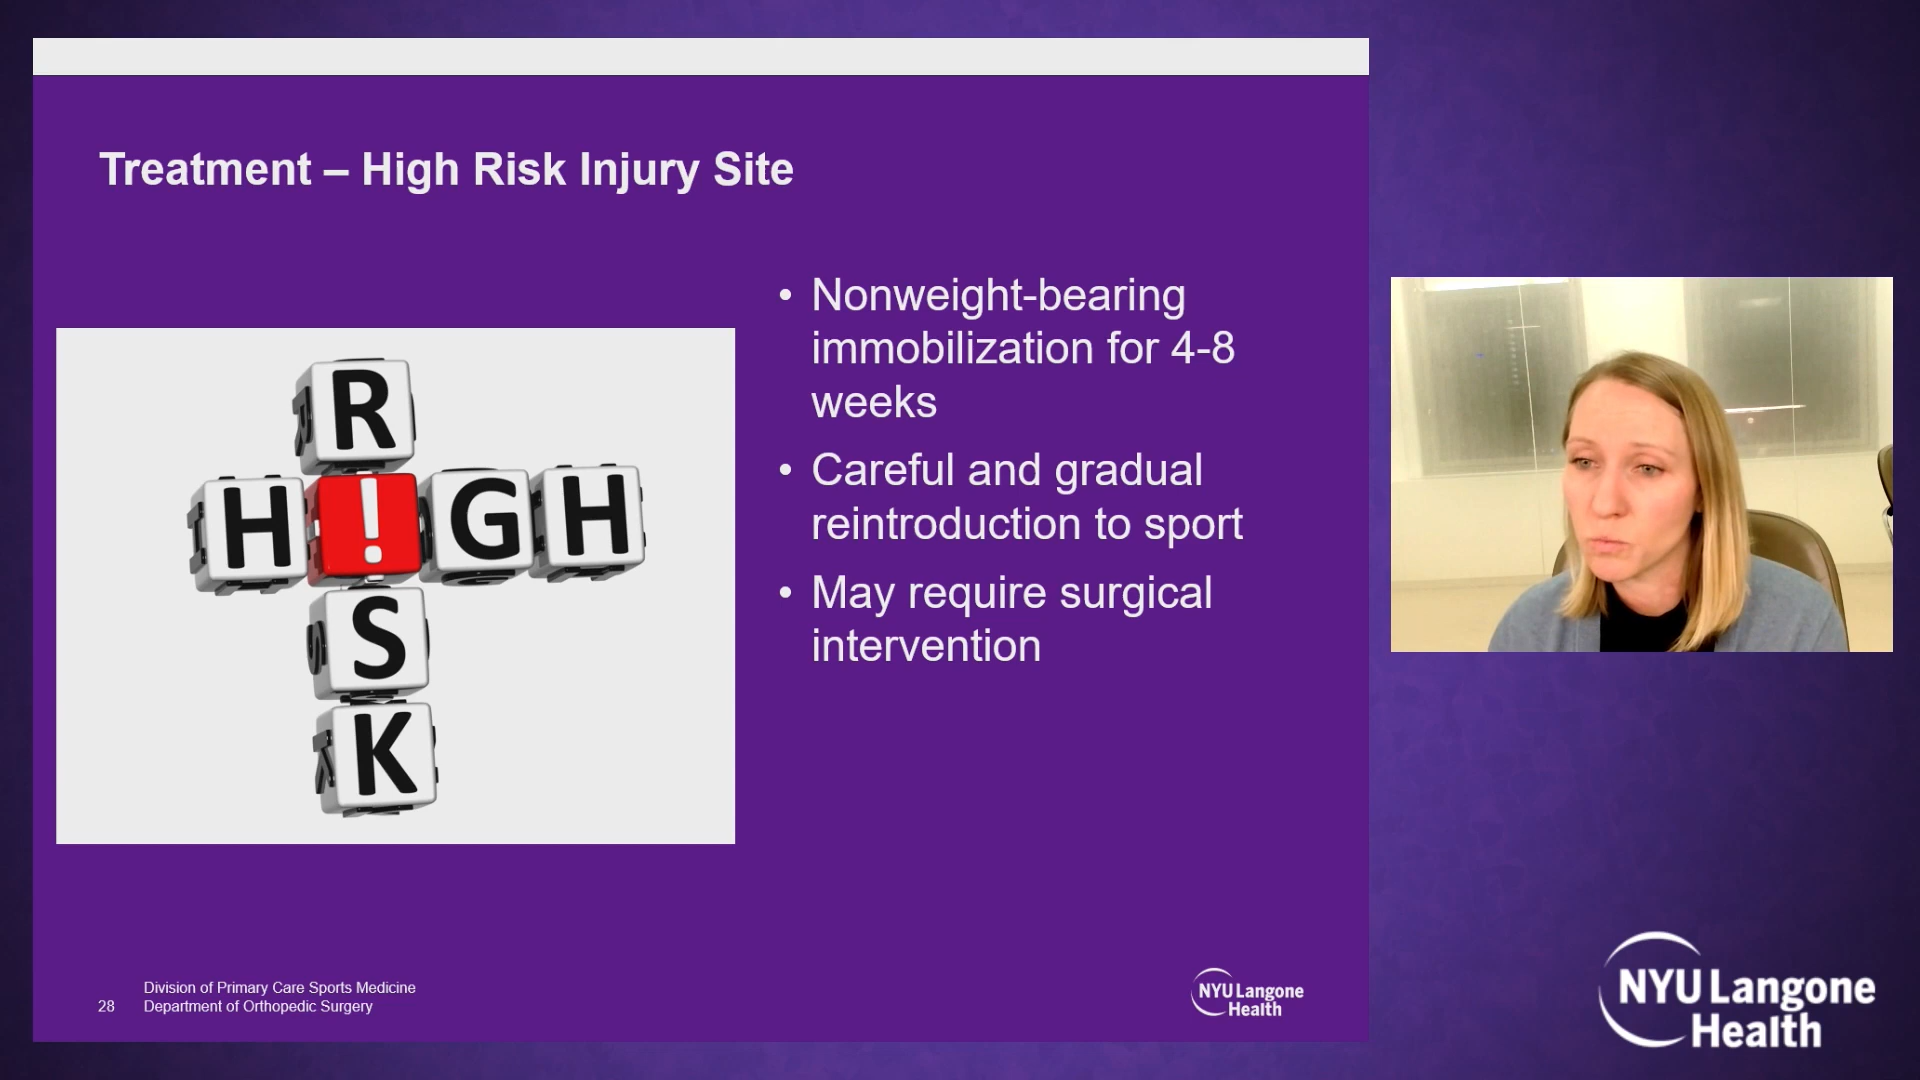 Treatment – High Risk Injury Site
R
H!GH
S
K
• Nonweight-bearing
immobilization for 4-8
weeks
• Careful and gradual
reintroduction to sport
• May require surgical
intervention
Division of Primary Care Sports Medicine
28 Department of Orthopedic Surgery
NYU Langone
Health
NYU Langone
Health